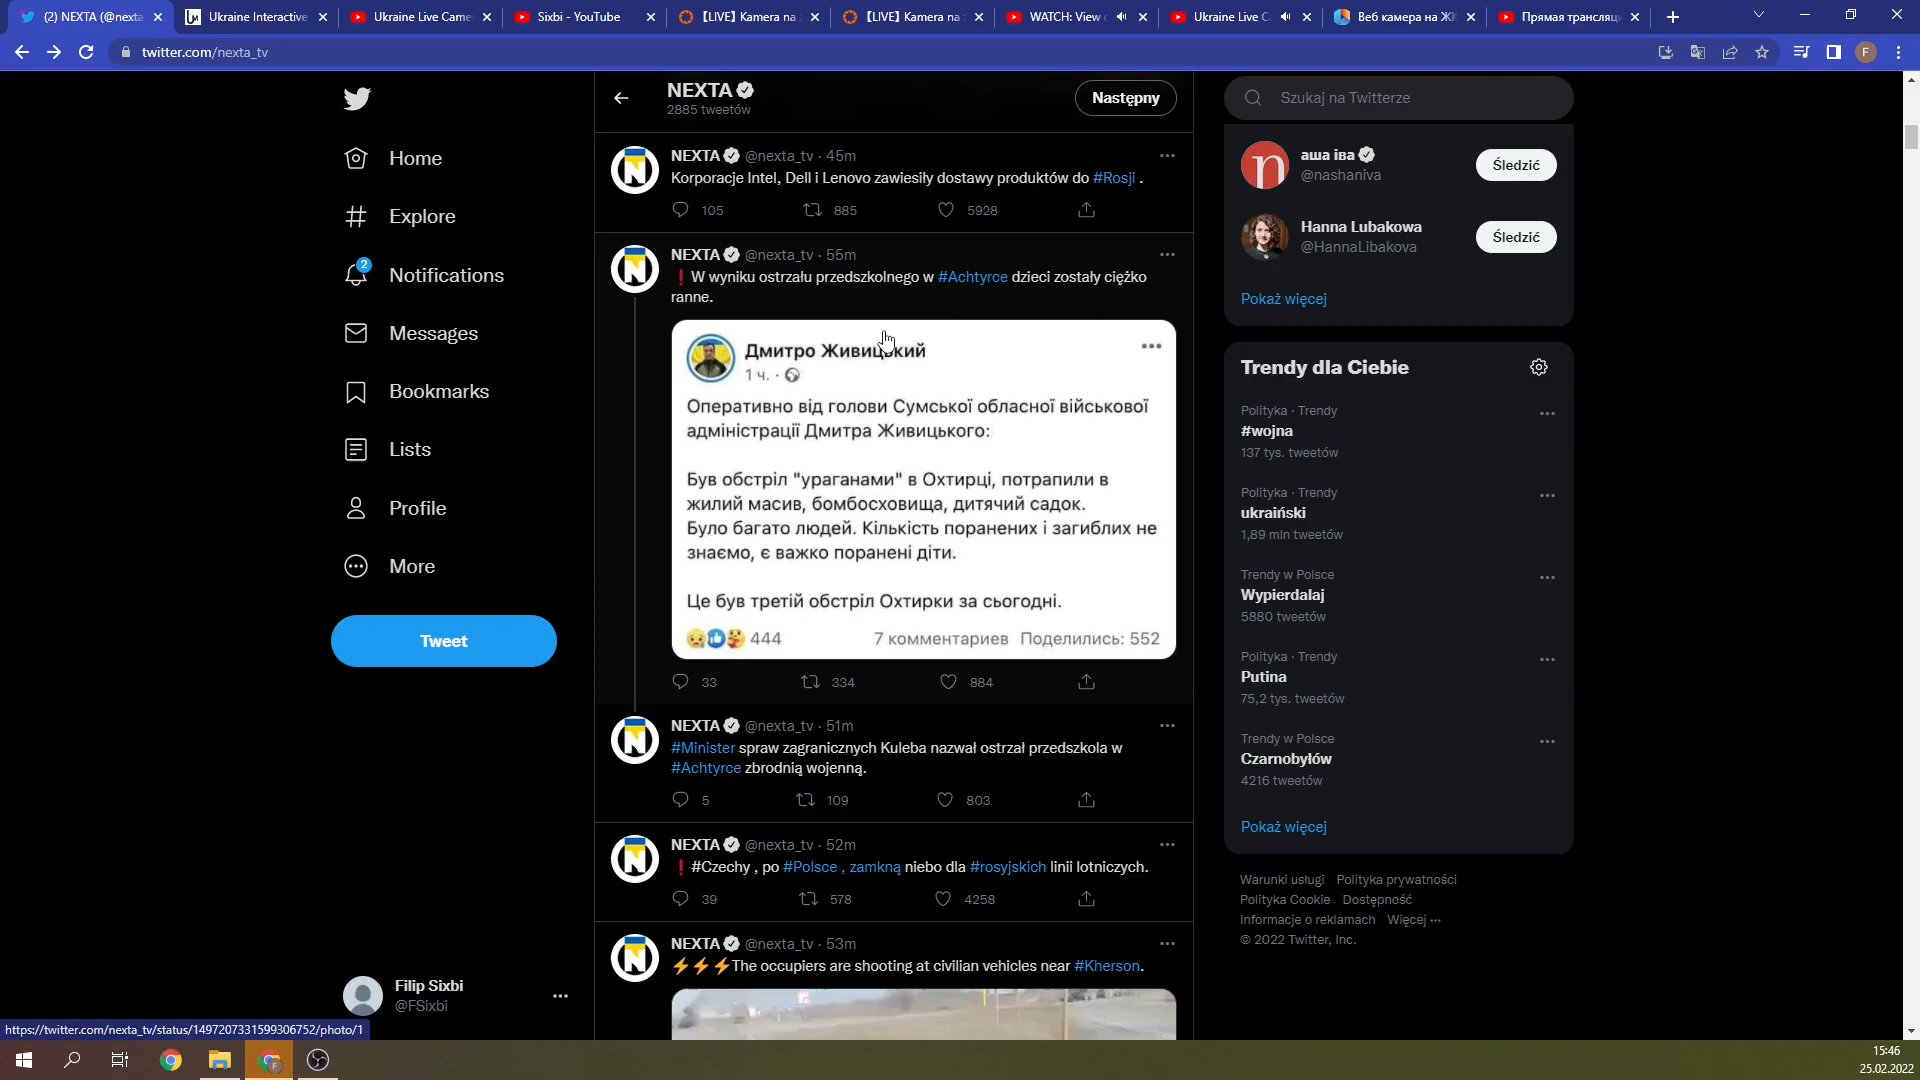 (2) NEXTA (@nexta
Ukraine Interactive
Ukraine Live Came
Sixbi - YouTube
【LIVE】 Kamera na
【LIVE】 Kamera na
WATCH: View
Ukraine Live C
Веб камера на ЖК
Прямая трансляц
twitter.com/nexta_tv
F
Home
Explore
2
Notifications
Messages
Bookmarks
Lists
Profile
More
Tweet
Filip Sixbi
@FSixbi
NEXTA
2885 tweetów
Następny
NEXTA @nexta_tv · 45m
Korporacje Intel, Dell i Lenovo zawiesiły dostawy produktów do #Rosji .
105 885 5928
NEXTA @nexta_tv · 55m
❗W wyniku ostrzału przedszkolnego w #Achtyrce dzieci zostały ciężko
ranne.
Дмитро Живицький
1 ч. ·
Оперативно від голови Сумської обласної військової
адміністрації Дмитра Живицького:
Був обстріл "ураганами" в Охтирці, потрапили в
жилий масив, бомбосховища, дитячий садок.
Було багато людей. Кількість поранених і загиблих не
знаємо, є важко поранені діти.
Це був третій обстріл Охтирки за сьогодні.
444 7 комментариев Поделились: 552
33 334 884
NEXTA @nexta_tv · 51m
#Minister spraw zagranicznych Kuleba nazwał ostrzał przedszkola w
#Achtyrce zbrodnią wojenną.
5 109 803
NEXTA @nexta_tv · 52m
❗#Czechy , po #Polsce , zamkną niebo dla #rosyjskich linii lotniczych.
39 578 4258
NEXTA @nexta_tv · 53m
⚡⚡⚡The occupiers are shooting at civilian vehicles near #Kherson.
Szukaj na Twitterze
аша іва
@nashaniva
Śledzić
Hanna Lubakowa
@HannaLibakova
Śledzić
Pokaż więcej
Trendy dla Ciebie
Polityka · Trendy
#wojna
137 tys. tweetów
Polityka · Trendy
ukraiński
1,89 mln tweetów
Trendy w Polsce
Wypierdalaj
5880 tweetów
Polityka · Trendy
Putina
75,2 tys. tweetów
Trendy w Polsce
Czarnobylów
4216 tweetów
Pokaż więcej
Warunki usługi Polityka prywatności
Polityka Cookie Dostępność
Informacje o reklamach Więcej ···
© 2022 Twitter, Inc.
https://twitter.com/nexta_tv/status/1497207331599306752/photo/1
15:46
25.02.2022